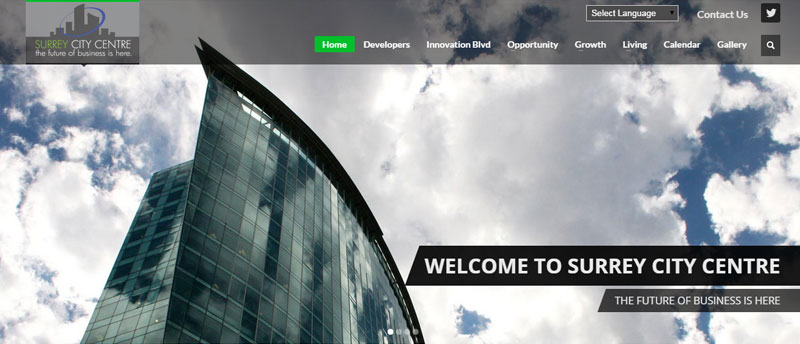 Select Language
Contact Us
SURREY CITY CENTRE
the future of business is here.
Home Developers Innovation Blvd Opportunity Growth Living Calendar Gallery
WELCOME TO SURREY CITY CENTRE
THE FUTURE OF BUSINESS IS HERE